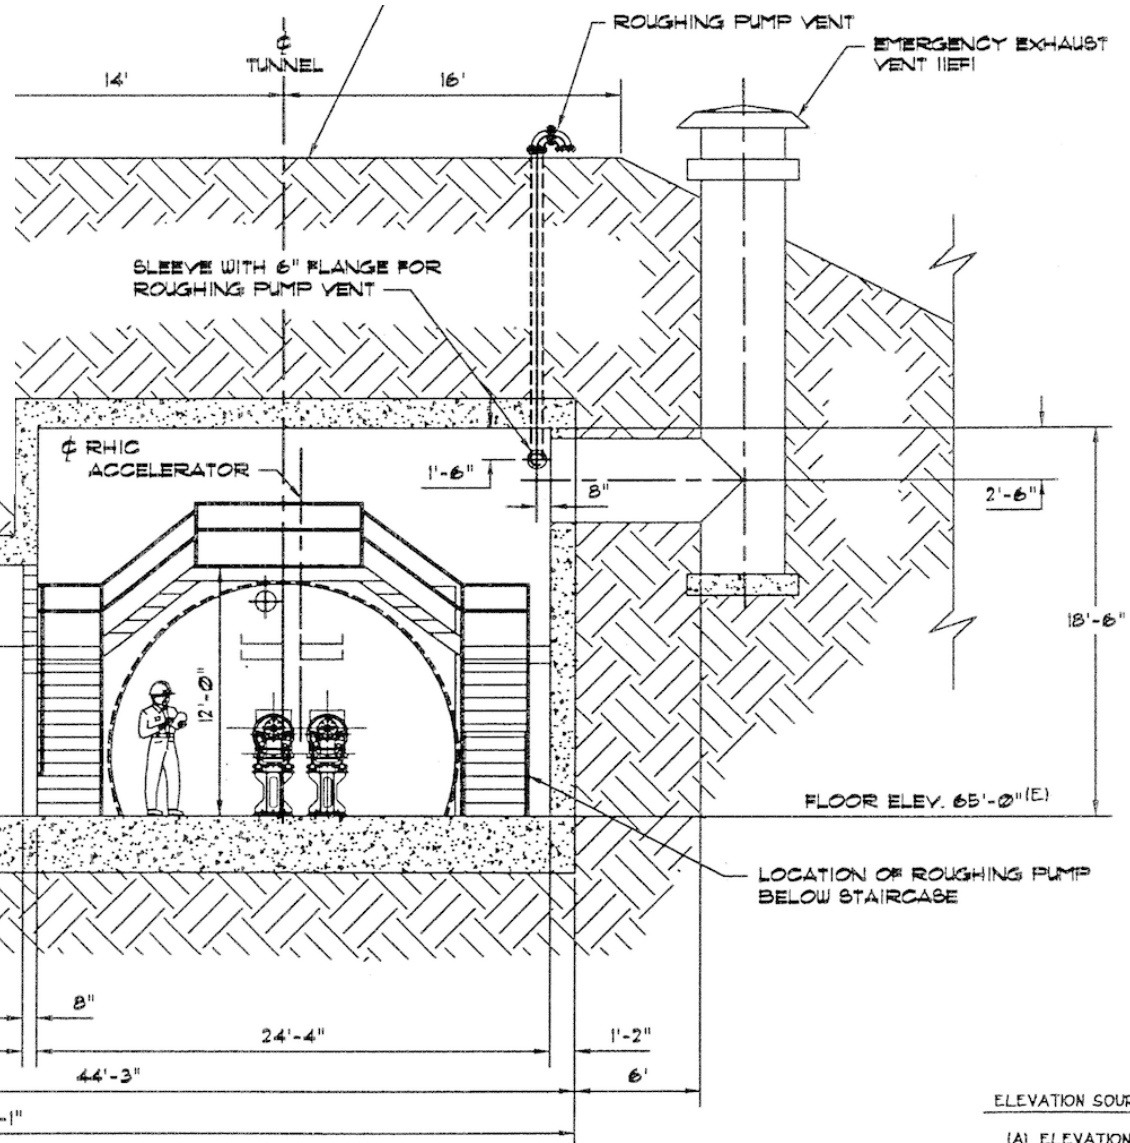 ROUGHING PUMP VENT
EMERGENCY EXHAUST
VENT 11EF1
℄
TUNNEL
14'
16'
SLEEVE WITH 6" FLANGE FOR
ROUGHING PUMP VENT
℄ RHIC
ACCELERATOR
1'-6"
8"
2'-6"
18'-6"
12'-0"
FLOOR ELEV. 65'-0" (E)
LOCATION OF ROUGHING PUMP
BELOW STAIRCASE
8"
24'-4"
1'-2"
44'-3"
6'
-1"
ELEVATION SOUR
(A) ELEVATION